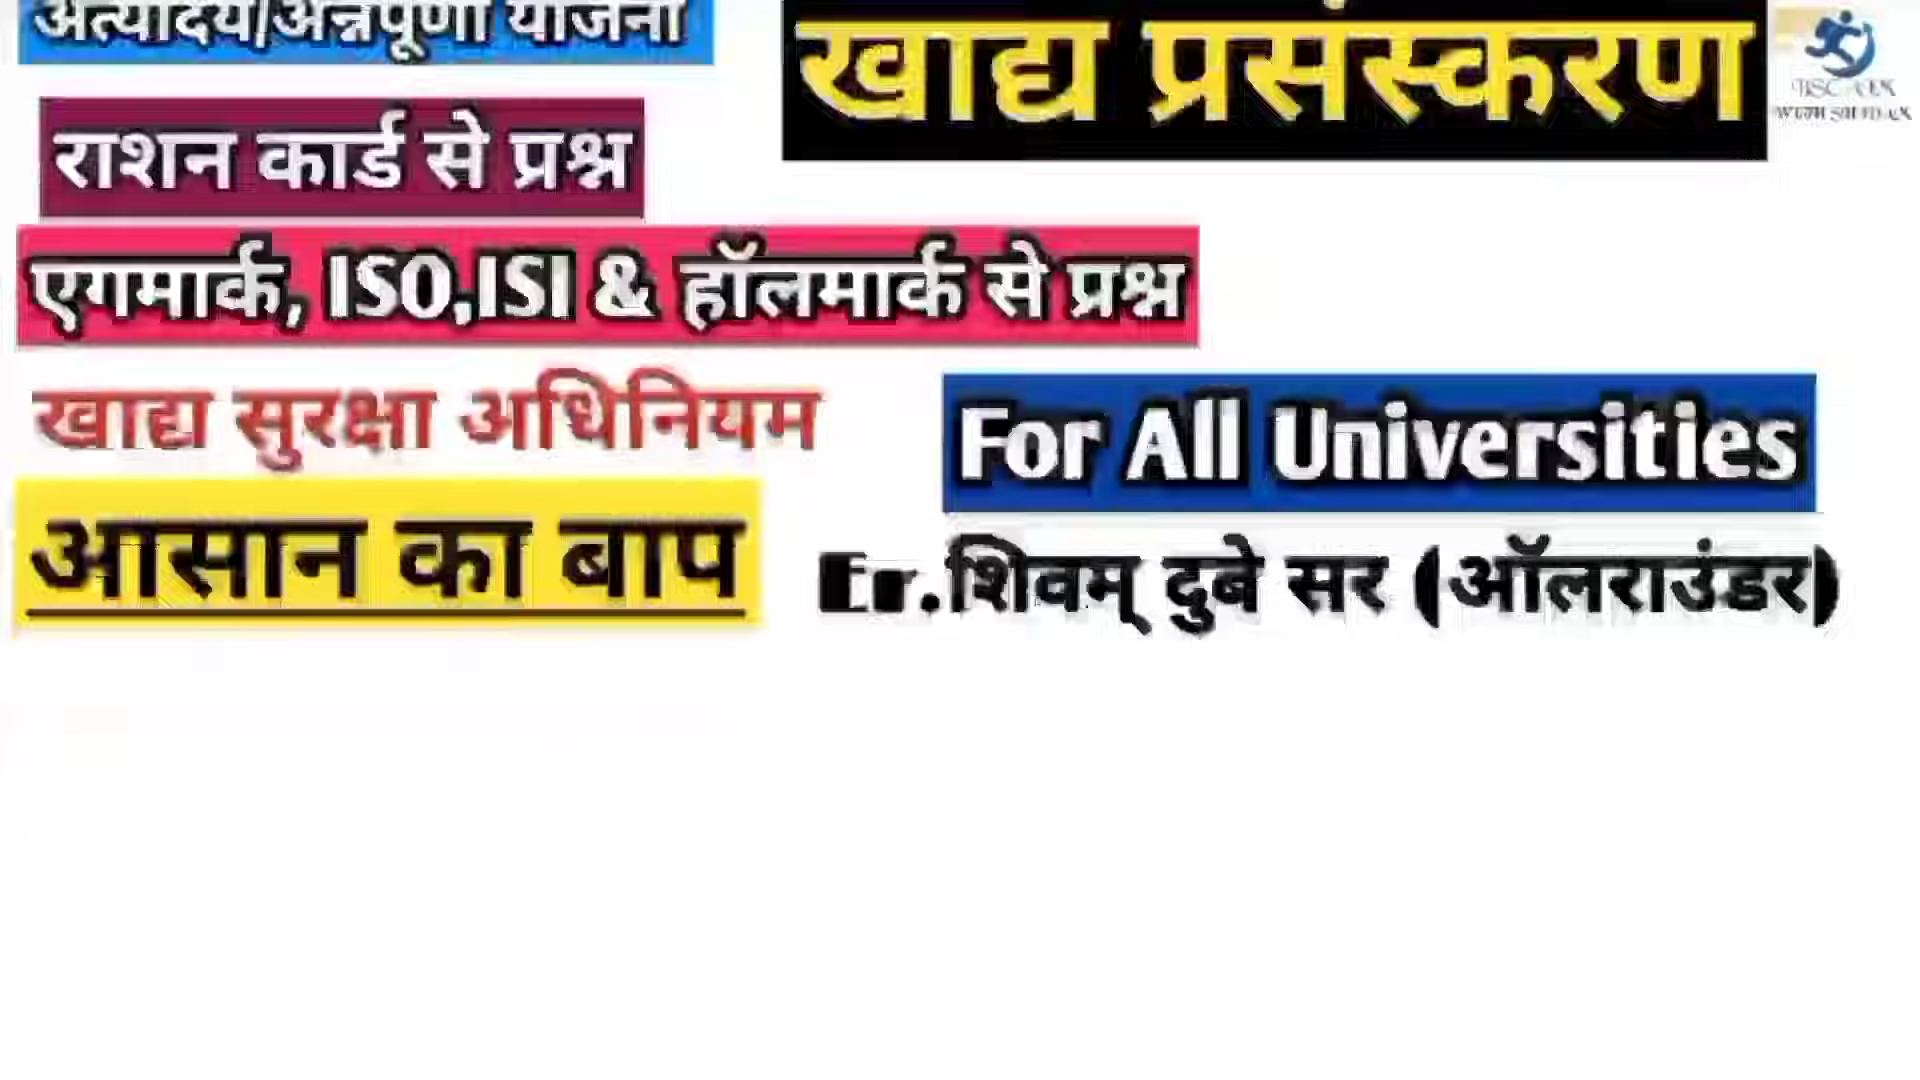 अंत्योदय/अन्नपूर्णा योजना
खाद्य प्रसंस्करण
राशन कार्ड से प्रश्न
एगमार्क, ISO,ISI & हॉलमार्क से प्रश्न
खाद्य सुरक्षा अधिनियम
For All Universities
आसान का बाप
Er.शिवम् दुबे सर (ऑलराउंडर)